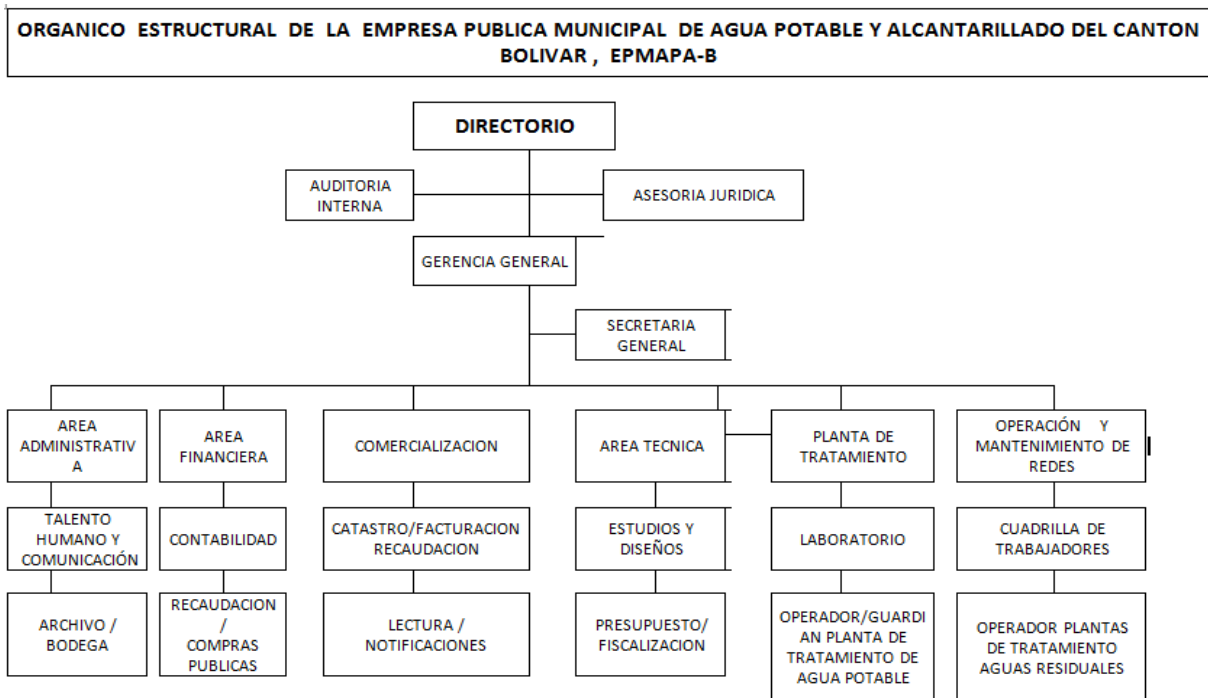 ORGANICO ESTRUCTURAL DE LA EMPRESA PUBLICA MUNICIPAL DE AGUA POTABLE Y ALCANTARILLADO DEL CANTON
BOLIVAR , EPMAPA-B
DIRECTORIO
AUDITORIA
INTERNA
ASESORIA JURIDICA
GERENCIA GENERAL
SECRETARIA
GENERAL
AREA
ADMINISTRATIV
A
AREA
FINANCIERA
COMERCIALIZACION
AREA TECNICA
PLANTA DE
TRATAMIENTO
OPERACIÓN Y
MANTENIMIENTO DE
REDES
TALENTO
HUMANO Y
COMUNICACIÓN
CONTABILIDAD
CATASTRO/FACTURACION
RECAUDACION
ESTUDIOS Y
DISEÑOS
LABORATORIO
CUADRILLA DE
TRABAJADORES
ARCHIVO /
BODEGA
RECAUDACION
/
COMPRAS
PUBLICAS
LECTURA /
NOTIFICACIONES
PRESUPUESTO/
FISCALIZACION
OPERADOR/GUARDI
AN PLANTA DE
TRATAMIENTO DE
AGUA POTABLE
OPERADOR PLANTAS
DE TRATAMIENTO
AGUAS RESIDUALES